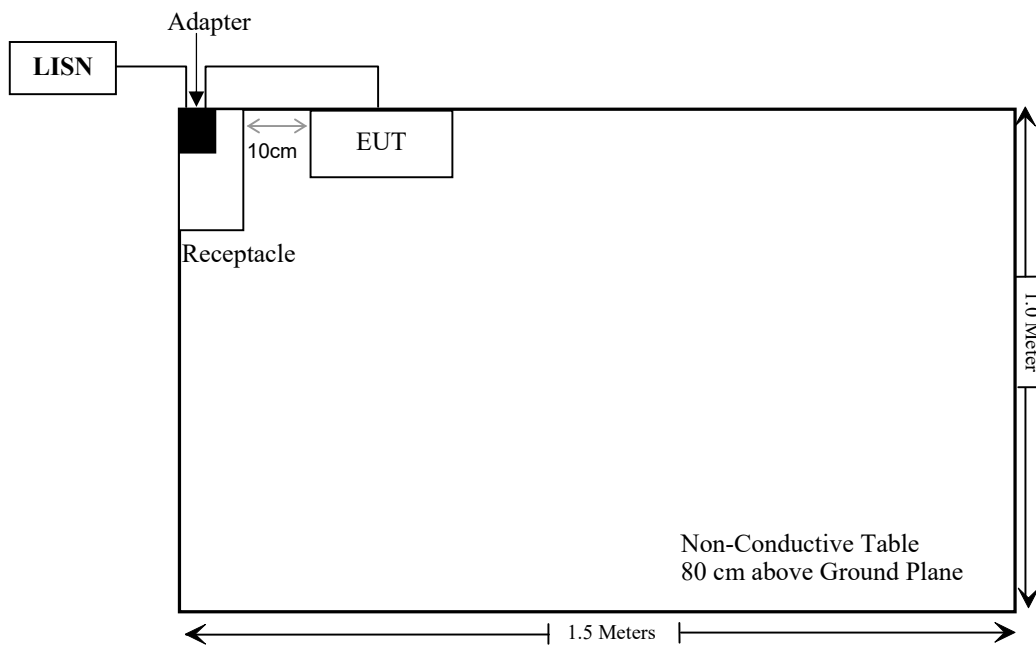 Adapter
LISN
10cm
EUT
Receptacle
1.0 Meter
Non-Conductive Table
80 cm above Ground Plane
1.5 Meters